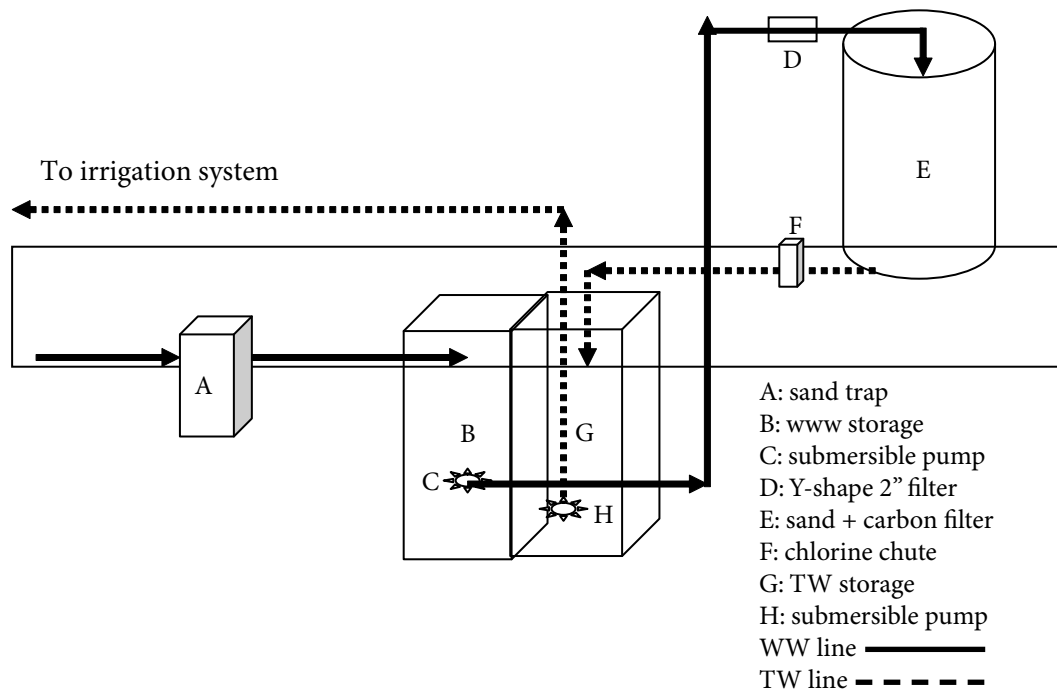 D
E
To irrigation system
F
A
B
G
C
H
A: sand trap
B: www storage
C: submersible pump
D: Y-shape 2” filter
E: sand + carbon filter
F: chlorine chute
G: TW storage
H: submersible pump
WW line
TW line